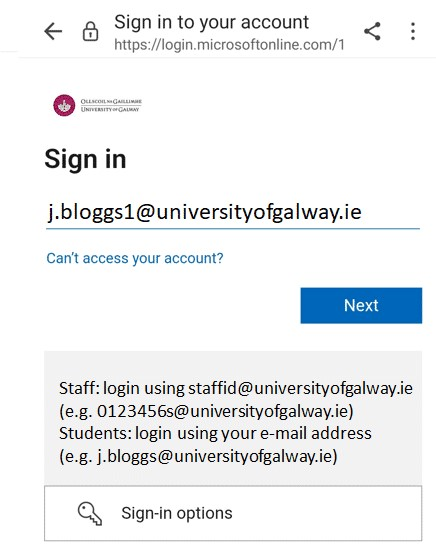 Sign in to your account
https://login.microsoftonline.com/1
OLLSCOIL NA GAILLIMHE
UNIVERSITY OF GALWAY
Sign in
j.bloggs1@universityofgalway.ie
Can't access your account?
Next
Staff: login using staffid@universityofgalway.ie
(e.g. 0123456s@universityofgalway.ie)
Students: login using your e-mail address
(e.g. j.bloggs@universityofgalway.ie)
Sign-in options